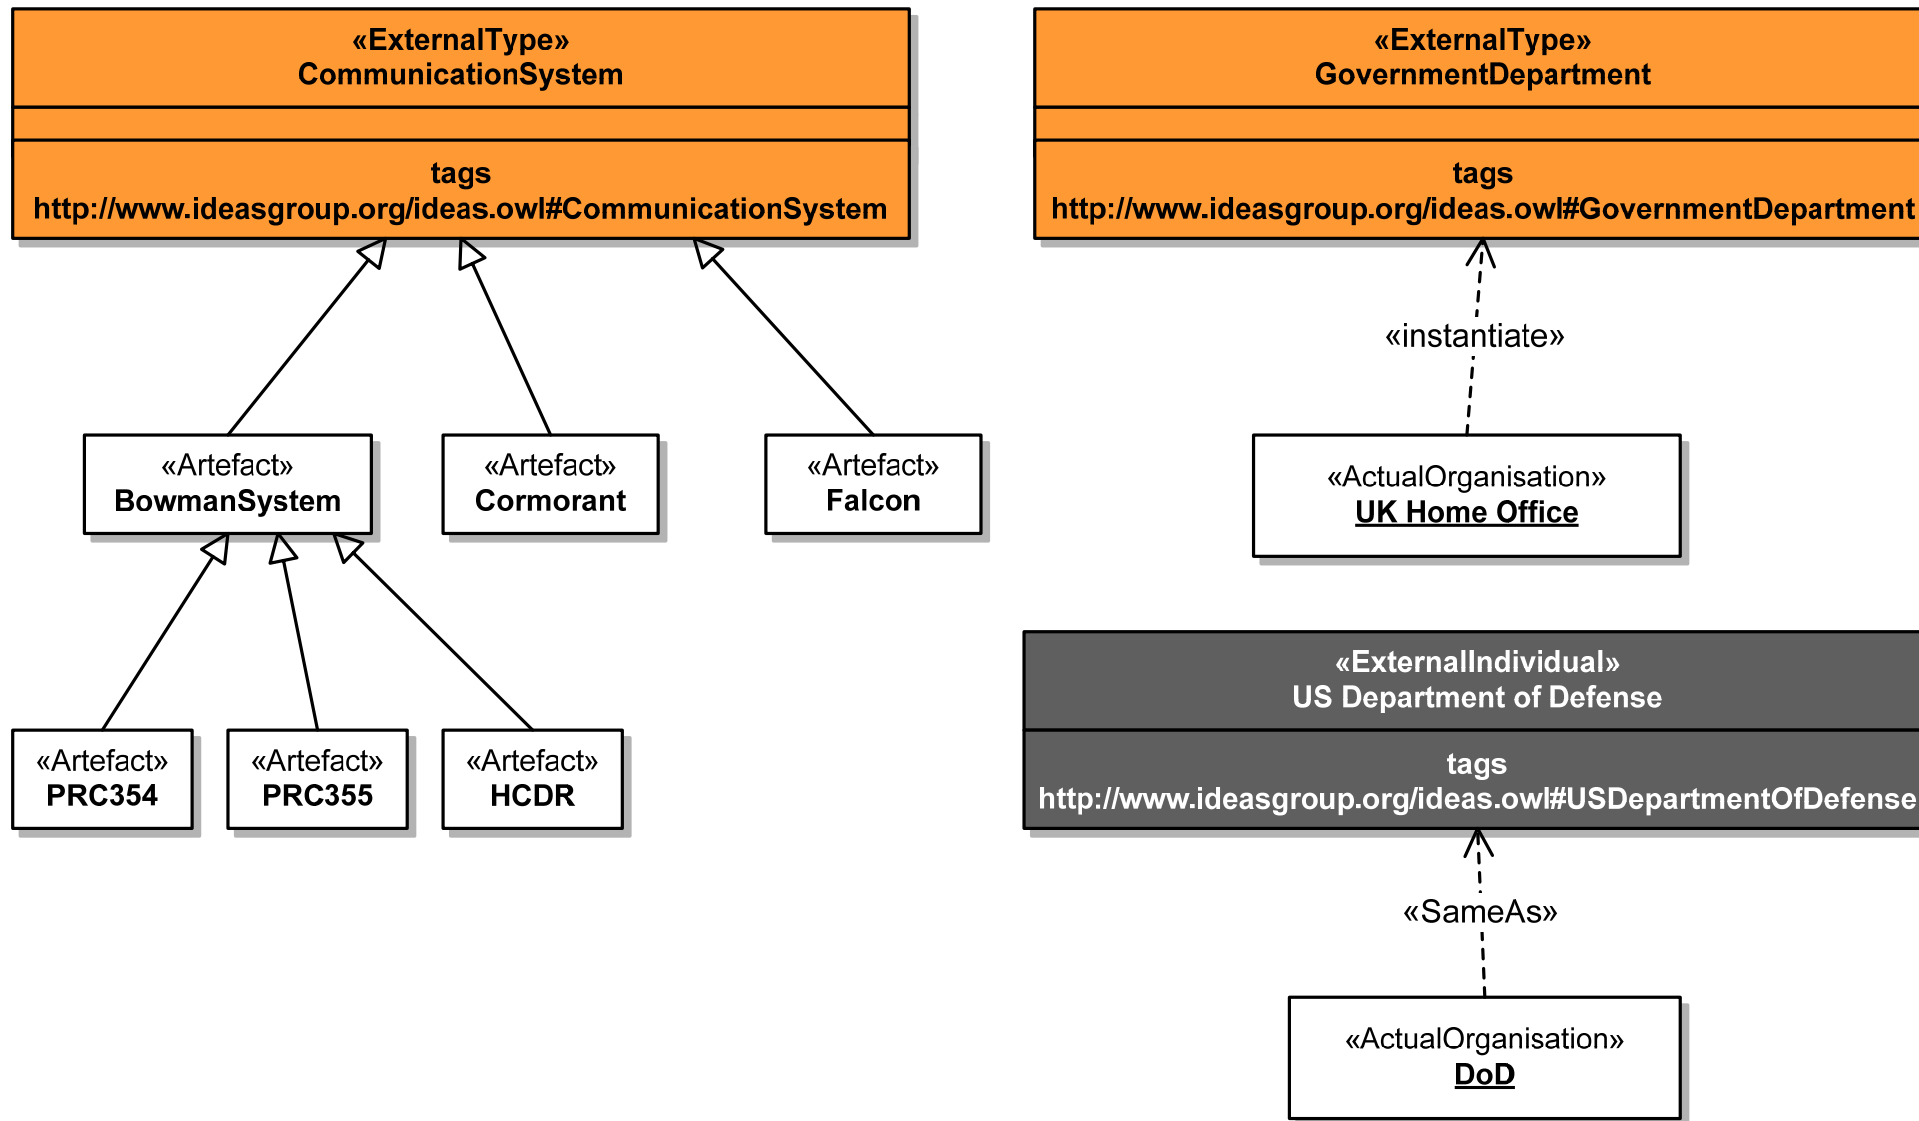 «ExternalType»
CommunicationSystem
tags
http://www.ideasgroup.org/ideas.owl#CommunicationSystem
«ExternalType»
GovernmentDepartment
tags
http://www.ideasgroup.org/ideas.owl#GovernmentDepartment
«instantiate»
«Artefact»
BowmanSystem
«Artefact»
Cormorant
«Artefact»
Falcon
«ActualOrganisation»
UK Home Office
«Artefact»
PRC354
«Artefact»
PRC355
«Artefact»
HCDR
«ExternalIndividual»
US Department of Defense
tags
http://www.ideasgroup.org/ideas.owl#USDepartmentOfDefense
«SameAs»
«ActualOrganisation»
DoD